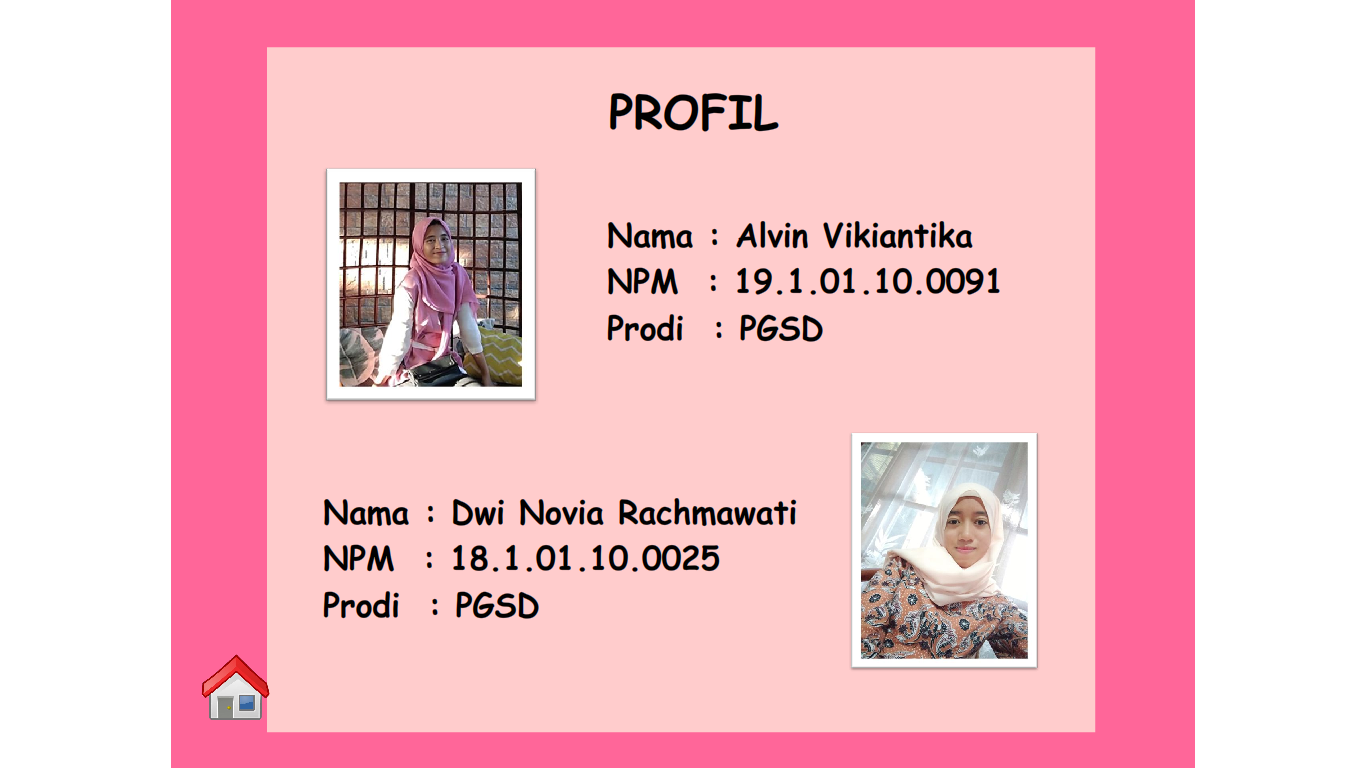 PROFIL
Nama : Alvin Vikiantika
NPM : 19.1.01.10.0091
Prodi : PGSD
Nama : Dwi Novia Rachmawati
NPM : 18.1.01.10.0025
Prodi : PGSD